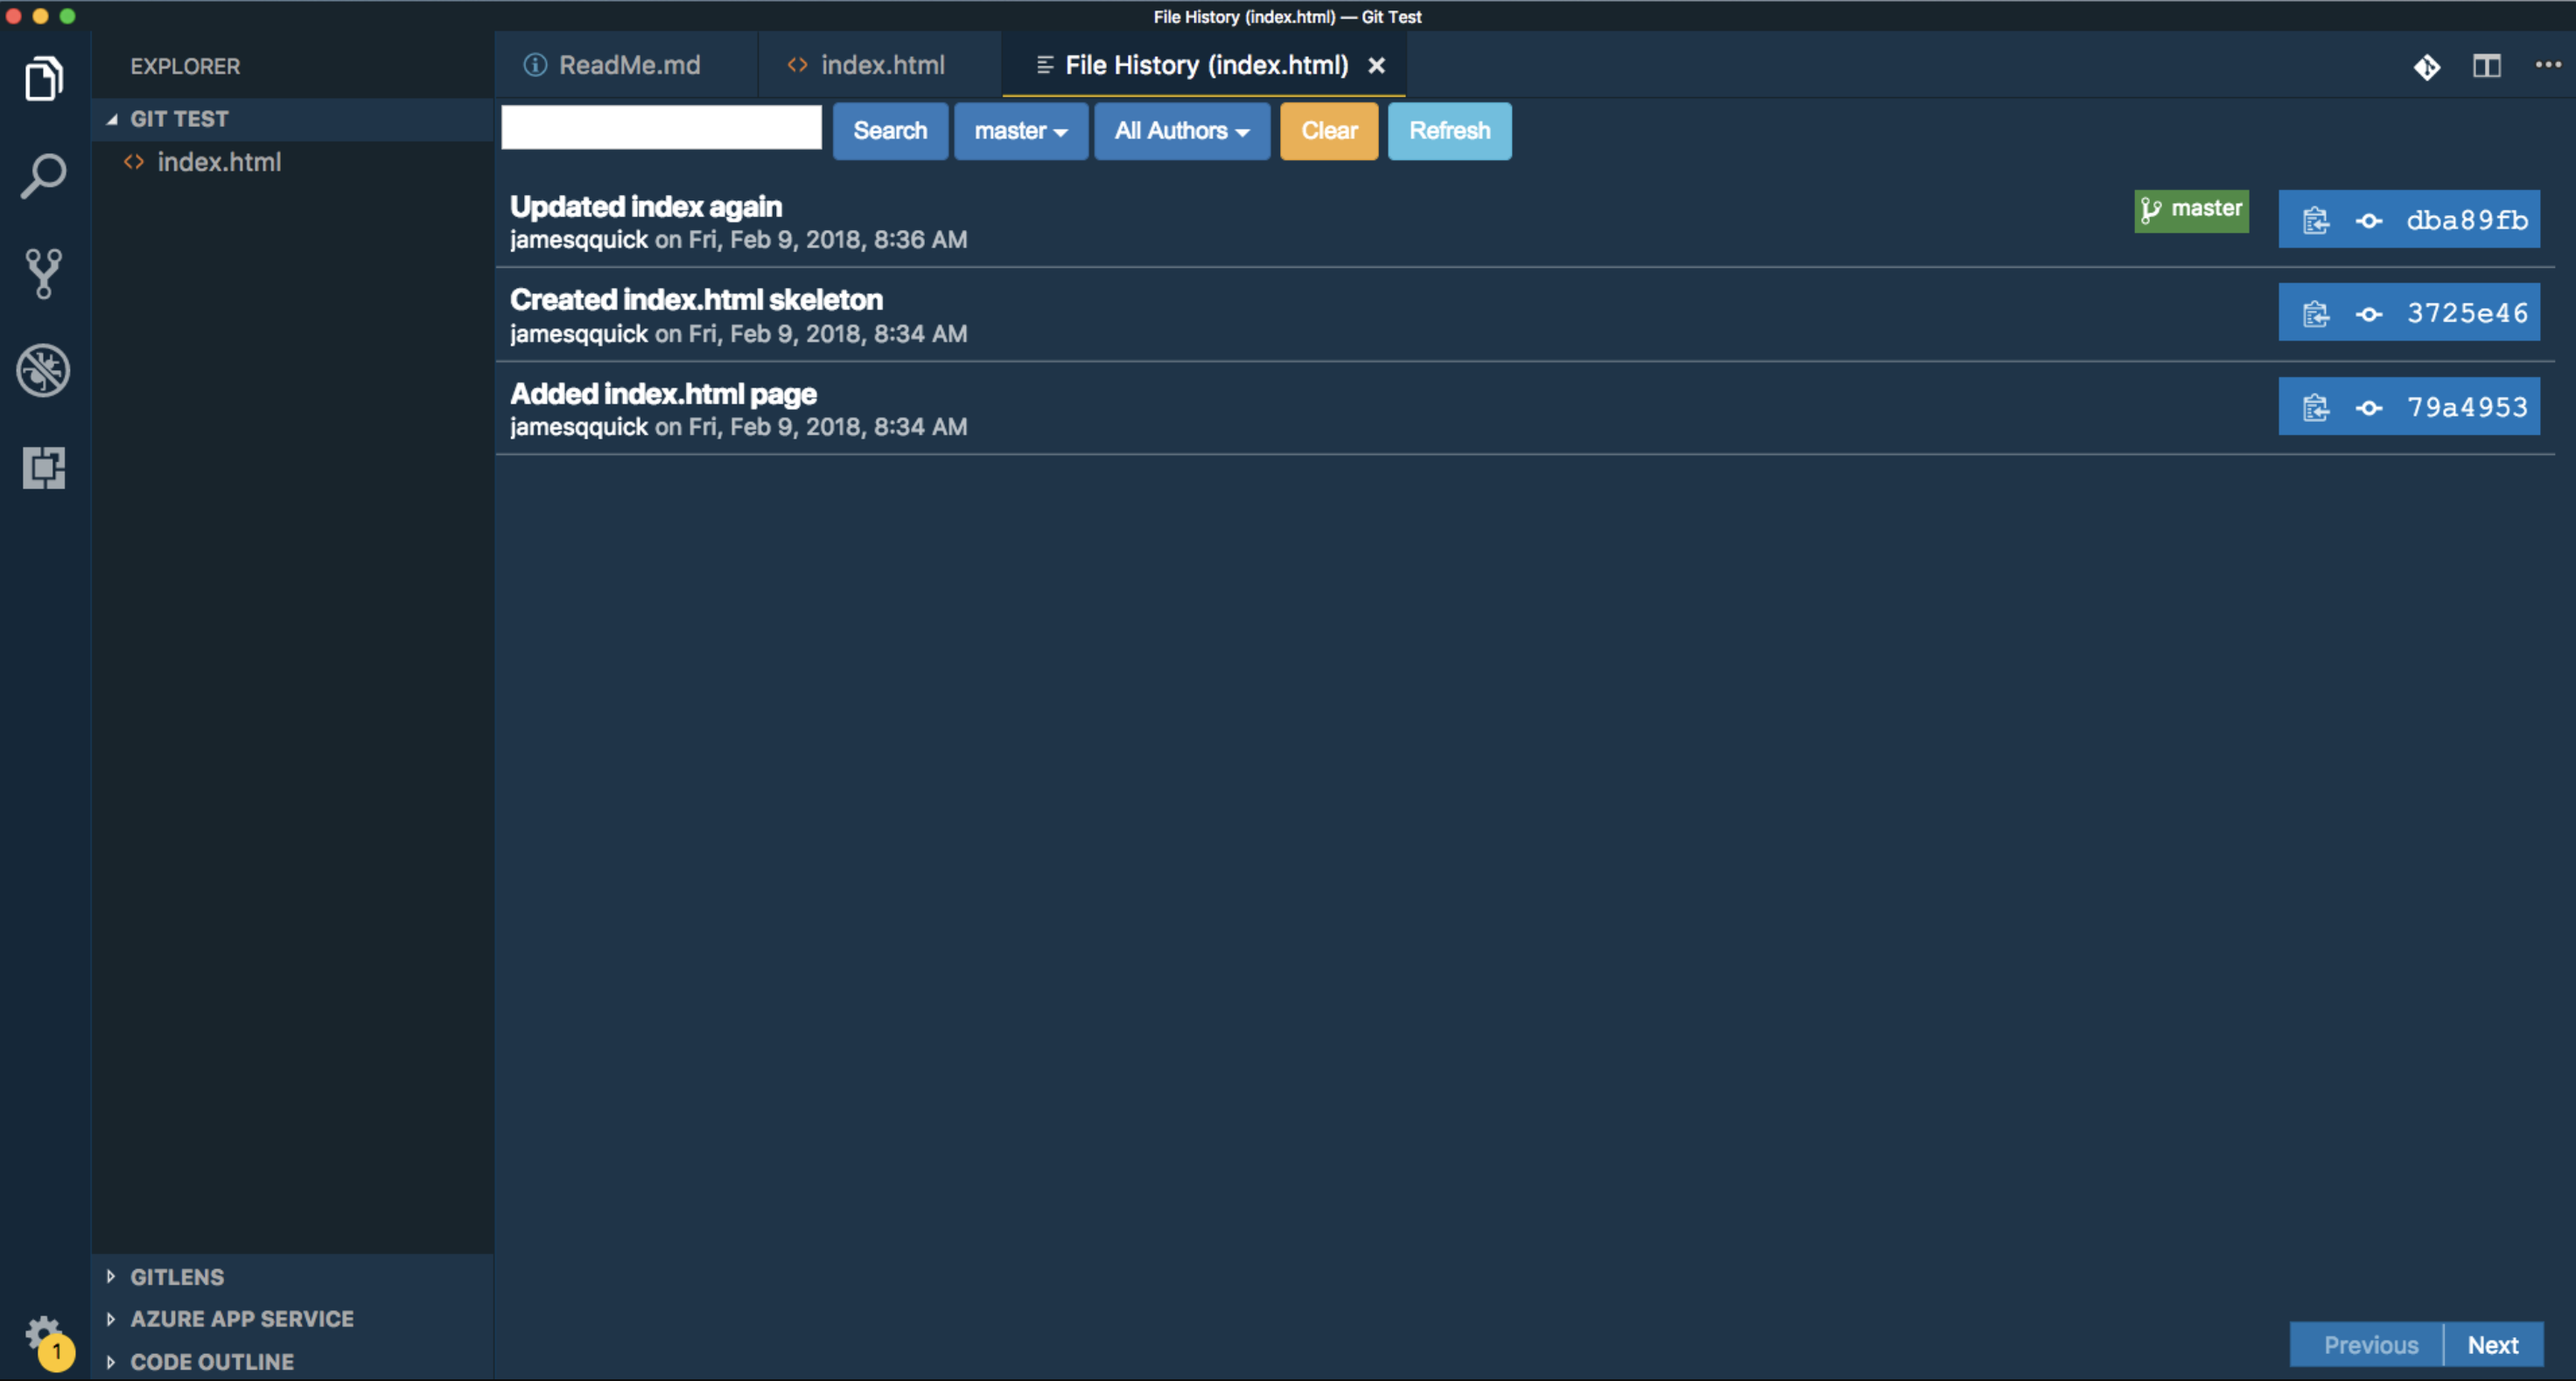 File History (index.html) — Git Test
EXPLORER
GIT TEST
index.html
ReadMe.md
index.html
File History (index.html)
Search
master
All Authors
Clear
Refresh
Updated index again
jamesqquick on Fri, Feb 9, 2018, 8:36 AM
master
dba89fb
Created index.html skeleton
jamesqquick on Fri, Feb 9, 2018, 8:34 AM
3725e46
Added index.html page
jamesqquick on Fri, Feb 9, 2018, 8:34 AM
79a4953
GITLENS
AZURE APP SERVICE
CODE OUTLINE
1
Previous
Next